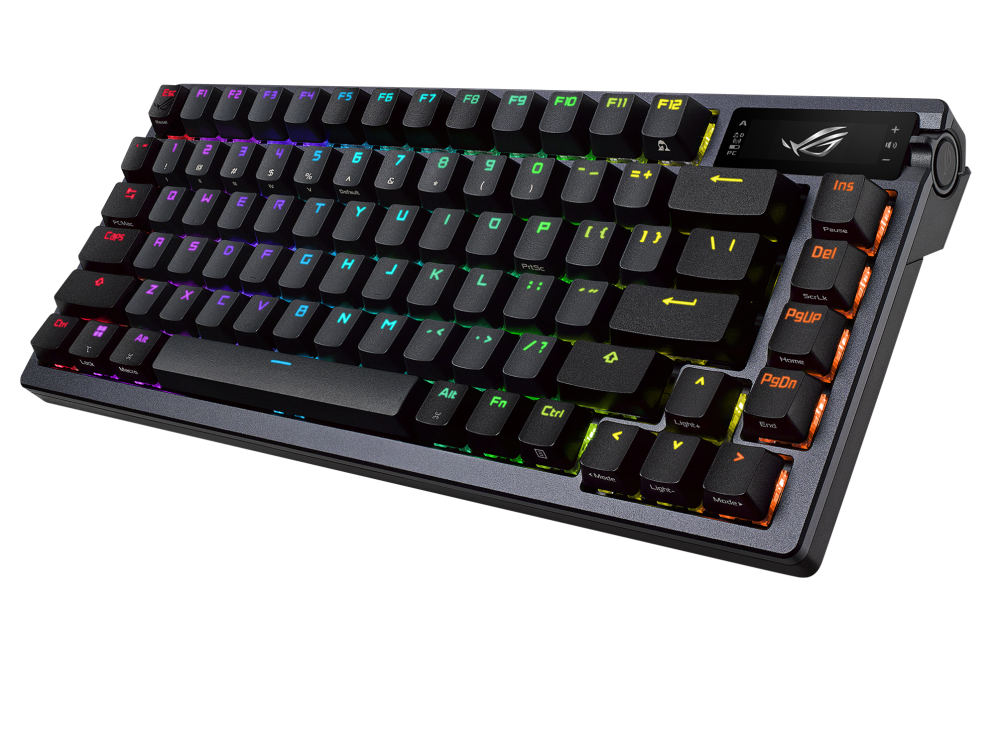 Esc F1 F2 F3 F4 F5 F6 F7 F8 F9 F10 F11 F12
A
PC
+
-
1 2 3 4 5 6 7 8 9 0 - _ = +
! @ # $ % ^ & * ( )
Default
Ins
Pause
Q W E R T Y U I O P [ { ] } \ |
PrtSc
Del
ScrLk
Caps A S D F G H J K L ; : ' "
PgUP
Home
Z X C V B N M , < . > / ?
PgDn
End
Ctrl Alt Alt Fn Ctrl
Lock Macro
Light+
< Mode Light- Mode >